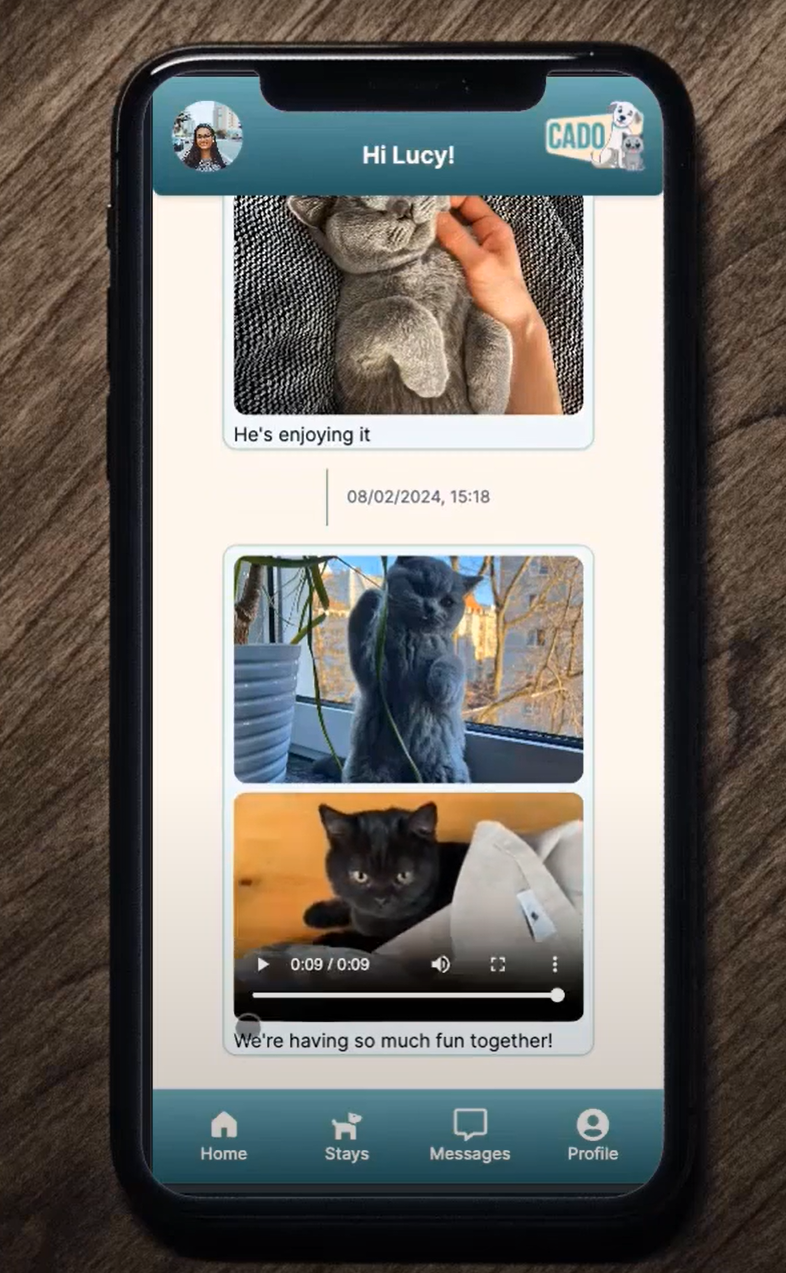 Hi Lucy!
CADO
He's enjoying it
08/02/2024, 15:18
0:09 / 0:09
We're having so much fun together!
Home
Stays
Messages
Profile